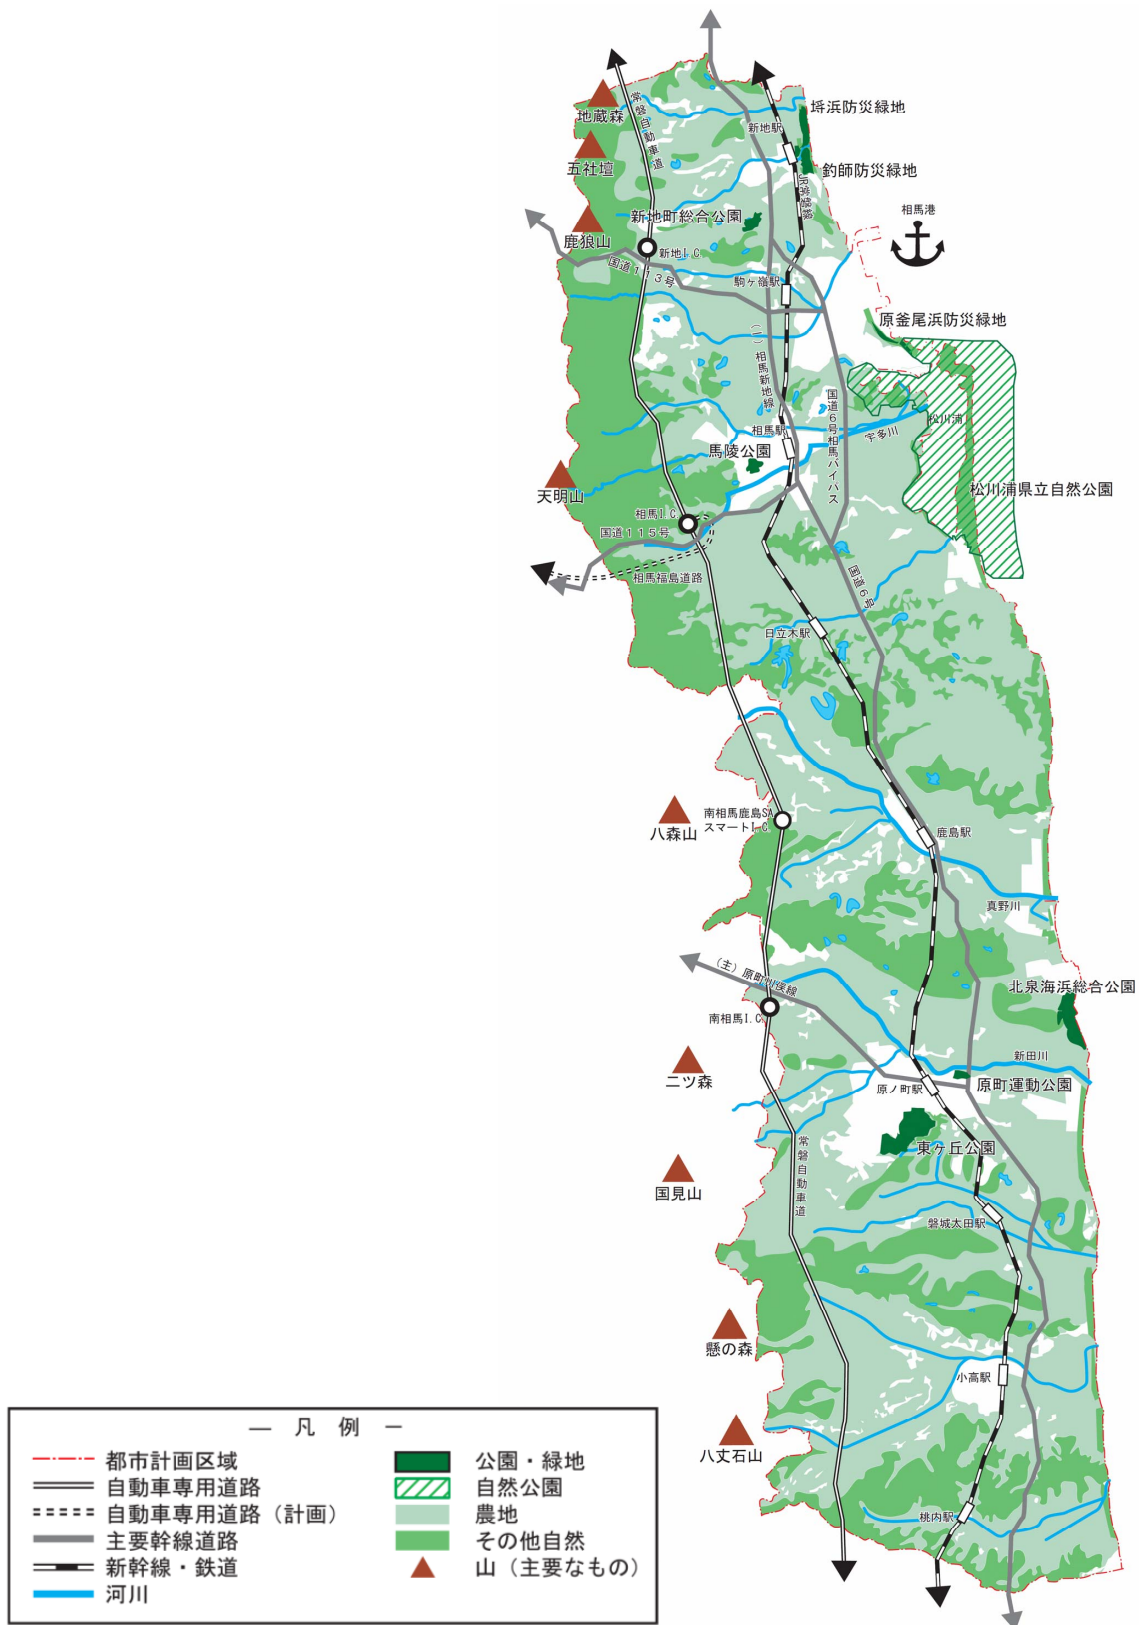 地蔵森
常磐自動車道
新地駅
埓浜防災緑地
五社壇
釣師防災緑地
JR常磐線
相馬港
鹿狼山
新地町総合公園
新地I.C.
国道113号
駒ヶ嶺駅
原釜尾浜防災緑地
(一)相馬新地線
国道6号相馬バイパス
松川浦
相馬駅
宇多川
馬陵公園
天明山
松川浦県立自然公園
相馬I.C.
国道115号
相馬福島道路
国道6号
日立木駅
八森山
南相馬鹿島SA
スマートI.C
鹿島駅
真野川
(主)原町川俣線
北泉海浜総合公園
南相馬I.C
新田川
二ツ森
原ノ町駅
原町運動公園
東ヶ丘公園
常磐自動車道
国見山
磐城太田駅
懸の森
小高駅
八丈石山
桃内駅
― 凡 例 ―
都市計画区域
自動車専用道路
自動車専用道路(計画)
主要幹線道路
新幹線・鉄道
河川
公園・緑地
自然公園
農地
その他自然
山(主要なもの)